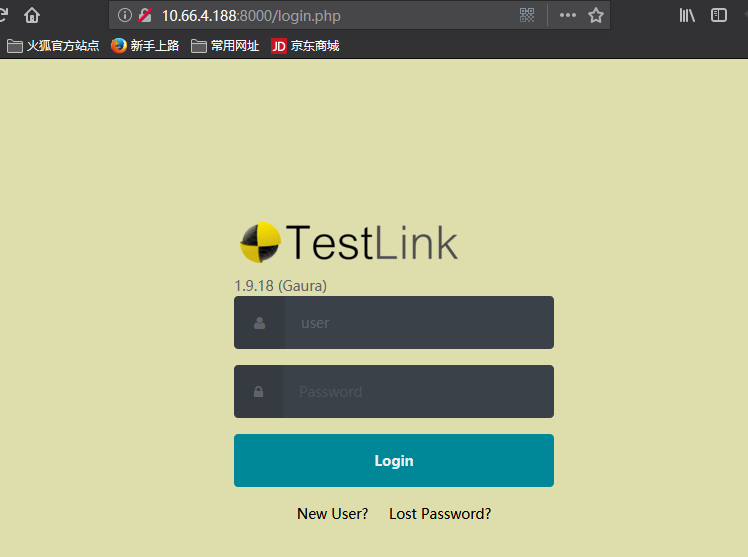 10.66.4.188:8000/login.php
火狐官方站点 新手上路 常用网址 JD 京东商城
TestLink
1.9.18 (Gaura)
user
Password
Login
New User? Lost Password?